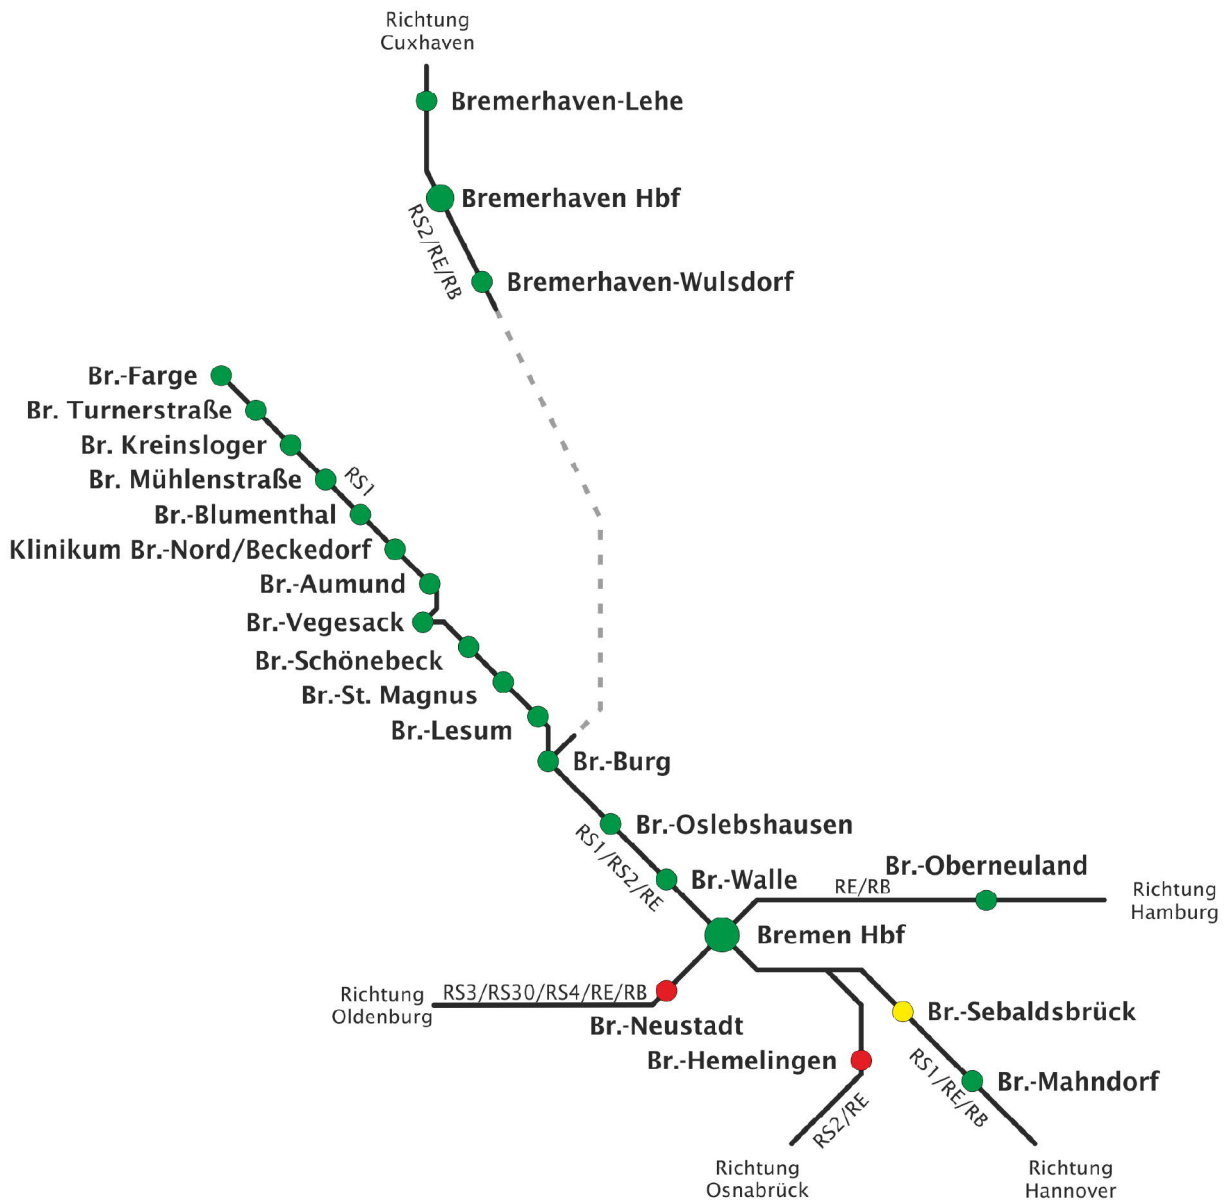 Richtung
Cuxhaven
Bremerhaven-Lehe
Bremerhaven Hbf
RS2/RE/RB
Bremerhaven-Wulsdorf
Br.-Farge
Br. Turnerstraße
Br. Kreinsloger
Br. Mühlenstraße
RS1
Br.-Blumenthal
Klinikum Br.-Nord/Beckedorf
Br.-Aumund
Br.-Vegesack
Br.-Schönebeck
Br.-St. Magnus
Br.-Lesum
Br.-Burg
Br.-Oslebshausen
RS1/RS2/RE
Br.-Walle
Br.-Oberneuland
RE/RB
Richtung
Hamburg
Bremen Hbf
RS3/RS30/RS4/RE/RB
Richtung
Oldenburg
Br.-Neustadt
Br.-Sebaldsbrück
Br.-Hemelingen
Br.-Mahndorf
RS1/RE/RB
RS2/RE
Richtung
Osnabrück
Richtung
Hannover